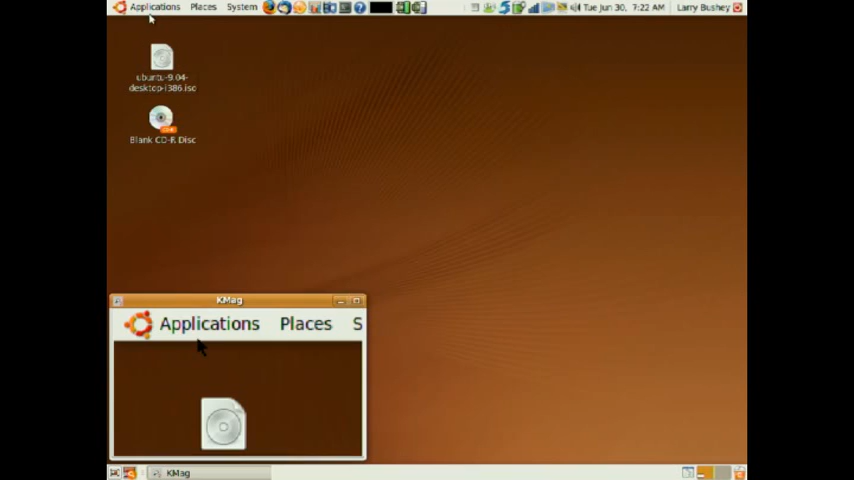 Applications Places System Tue Jun 30, 7:22 AM Larry Bushey
ubuntu-9.04-
desktop-i386.iso
Blank CD-R Disc
KMag
Applications Places S
KMag